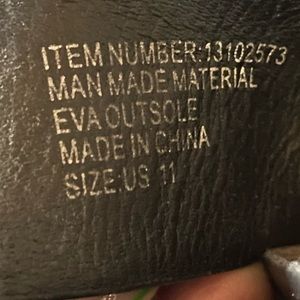 ITEM NUMBER:13102573
MAN MADE MATERIAL
EVA OUTSOLE
MADE IN CHINA
SIZE:US 11